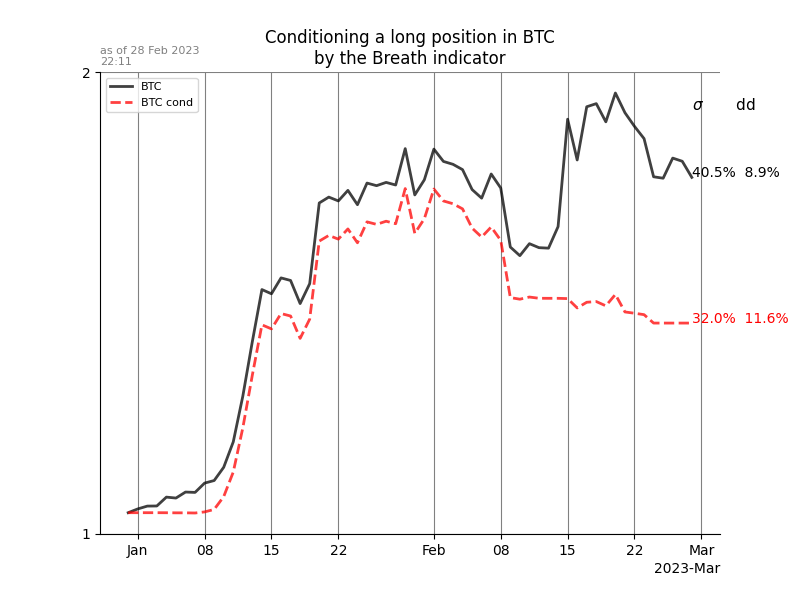 Conditioning a long position in BTC
by the Breath indicator
as of 28 Feb 2023
22:11
2
BTC
BTC cond
σ dd
40.5% 8.9%
32.0% 11.6%
1
Jan 08 15 22 Feb 08 15 22 Mar
2023-Mar